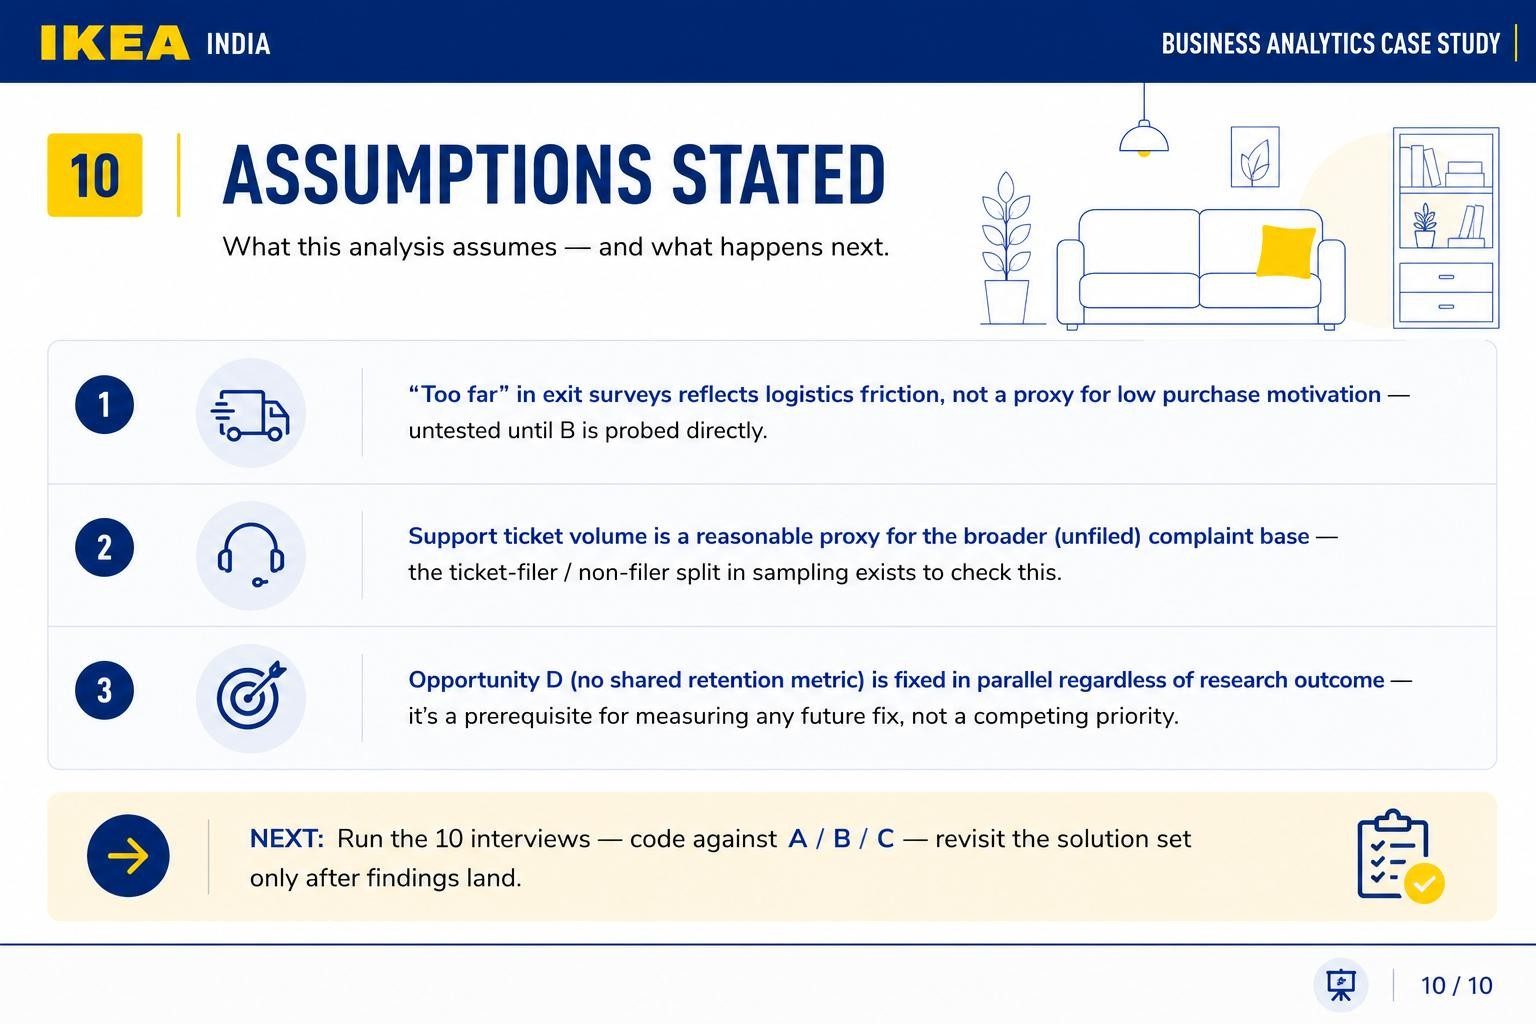 IKEA INDIA
BUSINESS ANALYTICS CASE STUDY
10
ASSUMPTIONS STATED
What this analysis assumes — and what happens next.
1
“Too far” in exit surveys reflects logistics friction, not a proxy for low purchase motivation —
untested until B is probed directly.
2
Support ticket volume is a reasonable proxy for the broader (unfiled) complaint base —
the ticket-filer / non-filer split in sampling exists to check this.
3
Opportunity D (no shared retention metric) is fixed in parallel regardless of research outcome —
it’s a prerequisite for measuring any future fix, not a competing priority.
NEXT: Run the 10 interviews — code against A / B / C — revisit the solution set
only after findings land.
10 / 10